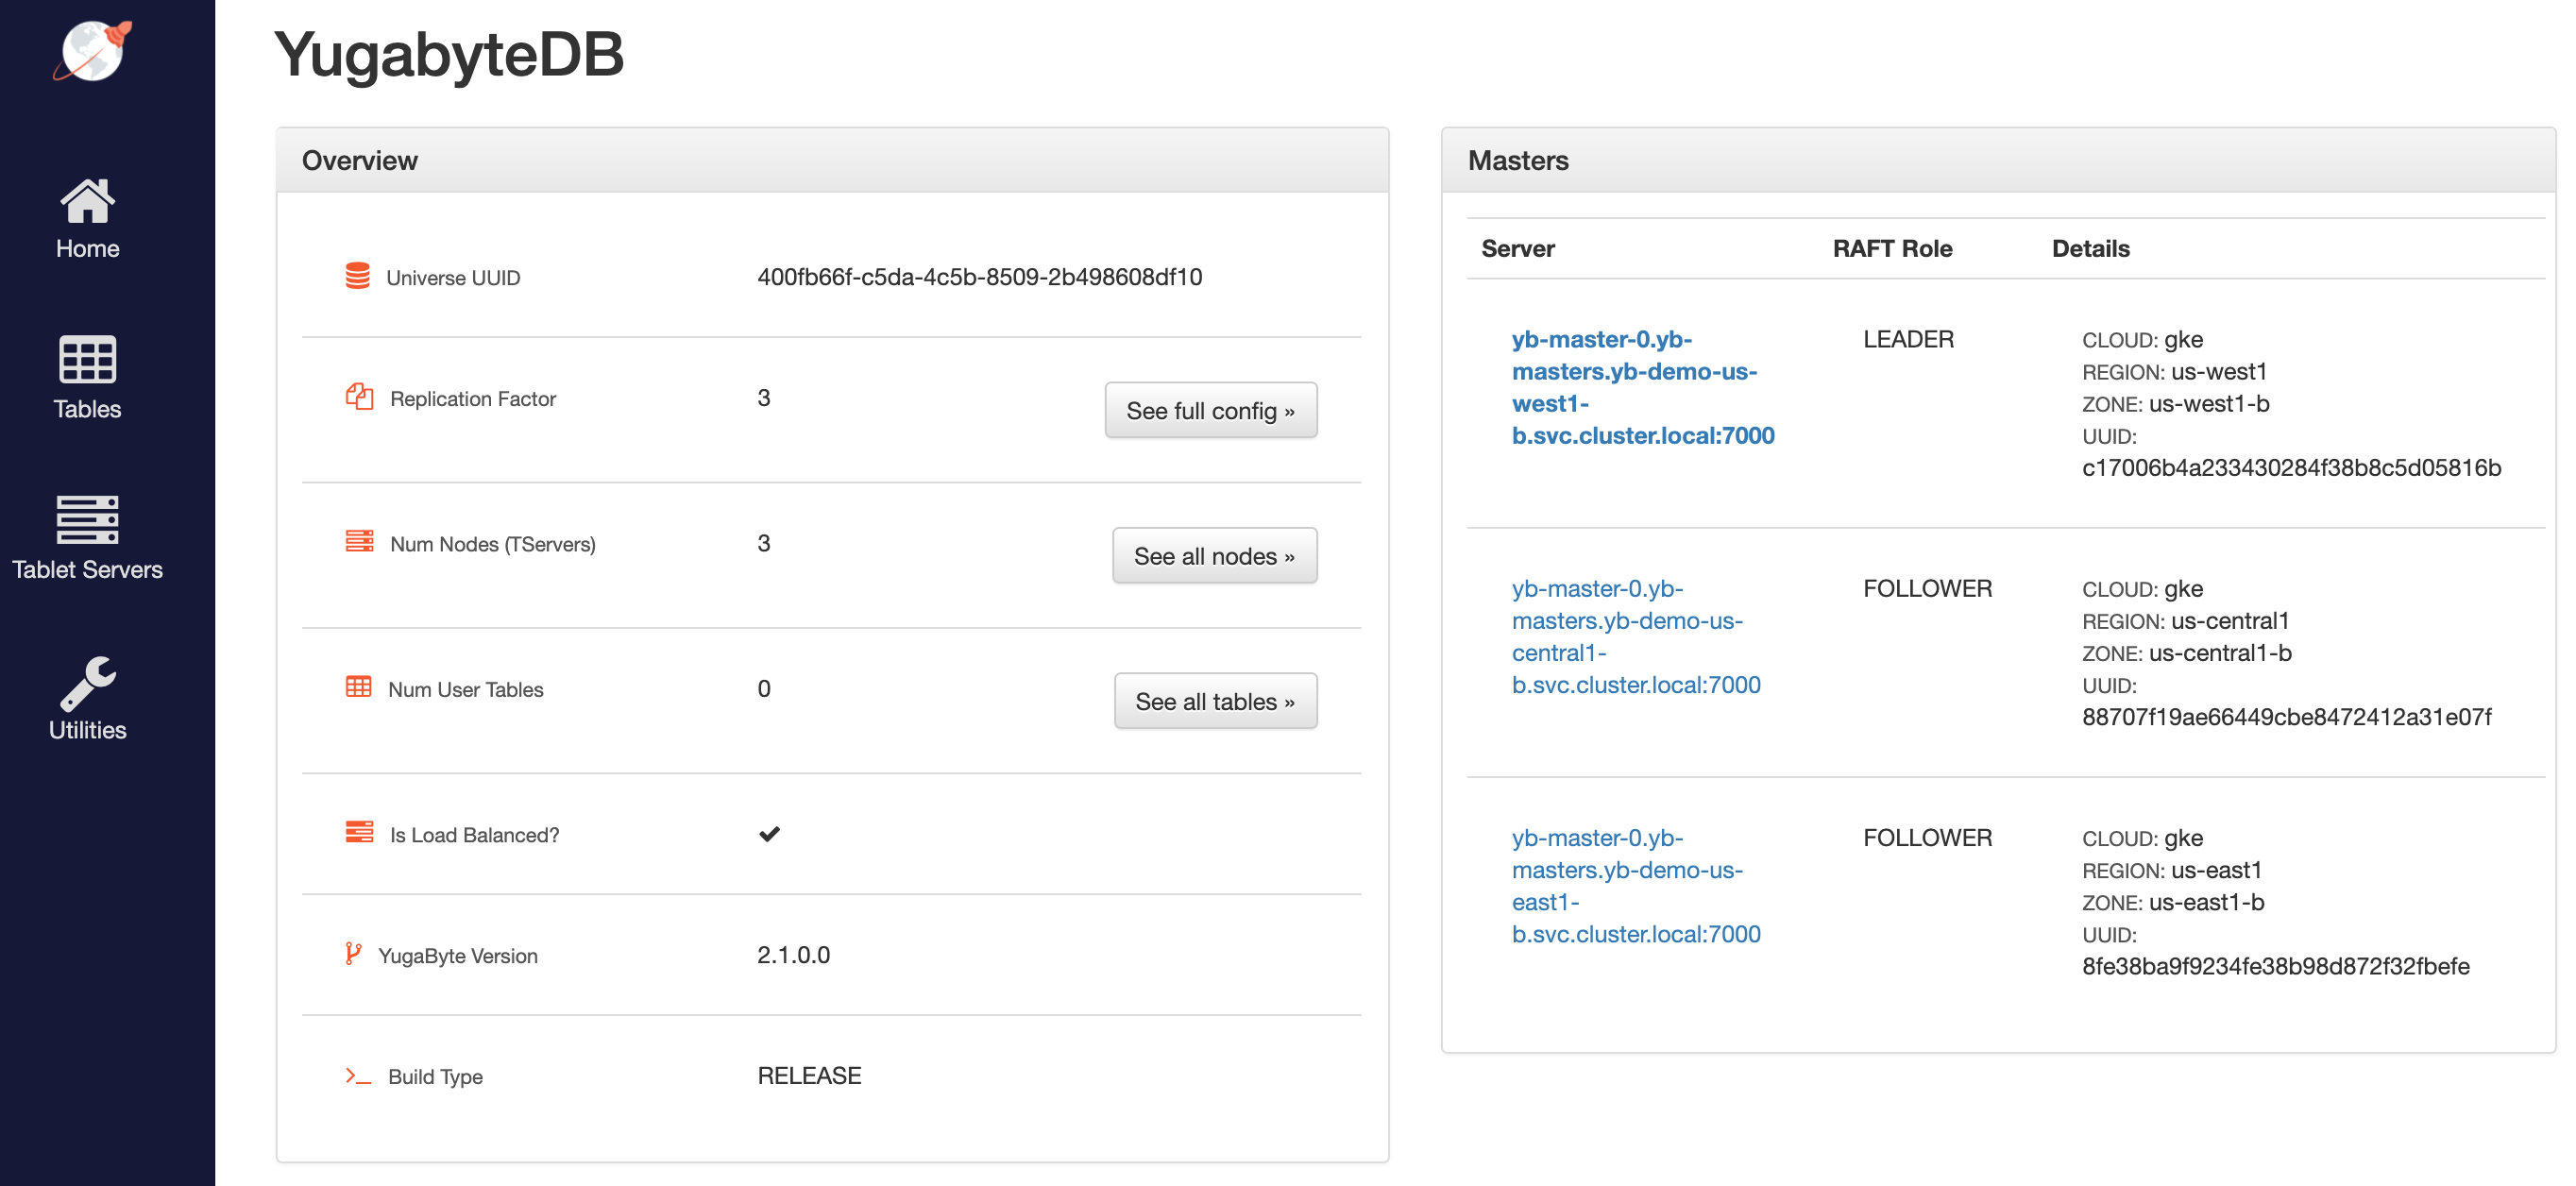 YugabyteDB
Home
Tables
Tablet Servers
Utilities
Overview
Universe UUID 400fb66f-c5da-4c5b-8509-2b498608df10
Replication Factor 3 See full config »
Num Nodes (TServers) 3 See all nodes »
Num User Tables 0 See all tables »
Is Load Balanced?
YugaByte Version 2.1.0.0
Build Type RELEASE
Masters
Server RAFT Role Details
yb-master-0.yb- LEADER CLOUD: gke
masters.yb-demo-us- REGION: us-west1
west1- ZONE: us-west1-b
b.svc.cluster.local:7000 UUID:
c17006b4a233430284f38b8c5d05816b
yb-master-0.yb- FOLLOWER CLOUD: gke
masters.yb-demo-us- REGION: us-central1
central1- ZONE: us-central1-b
b.svc.cluster.local:7000 UUID:
88707f19ae66449cbe8472412a31e07f
yb-master-0.yb- FOLLOWER CLOUD: gke
masters.yb-demo-us- REGION: us-east1
east1- ZONE: us-east1-b
b.svc.cluster.local:7000 UUID:
8fe38ba9f9234fe38b98d872f32fbefe